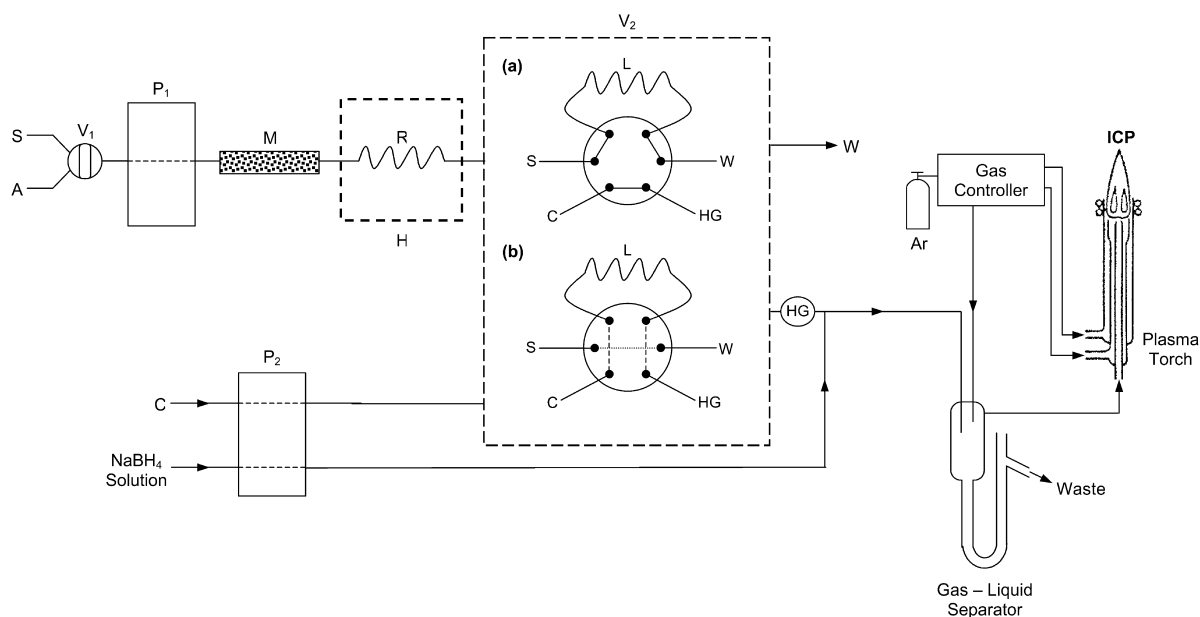 V₂
(a)
L
S
W
C
HG
(b)
L
S
W
C
HG
P₁
S
V₁
A
M
R
H
W
P₂
C
NaBH₄
Solution
HG
Gas
Controller
Ar
ICP
Plasma
Torch
Waste
Gas – Liquid
Separator